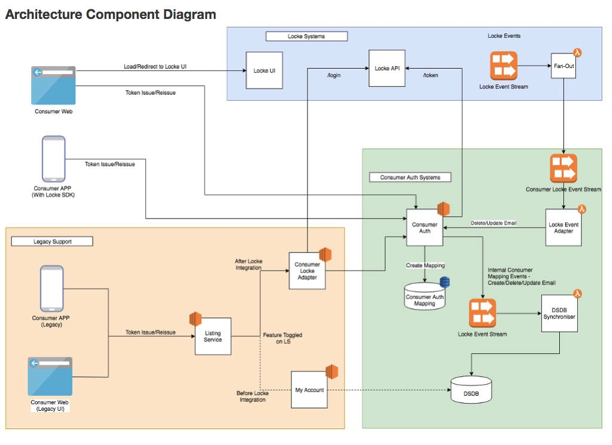 Architecture Component Diagram
Locke Systems
Locke Events
Load/Redirect to Locke UI
Locke UI
/login
Locke API
/token
Locke Event Stream
Fan-Out
Consumer Web
Token Issue/Reissue
Consumer APP
(With Locke SDK)
Token Issue/Reissue
Consumer Auth Systems
Consumer Locke Event Stream
Consumer
Auth
Delete/Update Email
Locke Event
Adapter
Legacy Support
After Locke
Integration
Consumer
Locke
Adapter
Create Mapping
Consumer Auth
Mapping
Internal Consumer
Mapping Events -
Create/Delete/Update Email
Consumer APP
(Legacy)
Token Issue/Reissue
Listing
Service
Feature Toggled
on LS
Locke Event Stream
DSDB
Synchroniser
Consumer Web
(Legacy UI)
Before Locke
Integration
My Account
DSDB